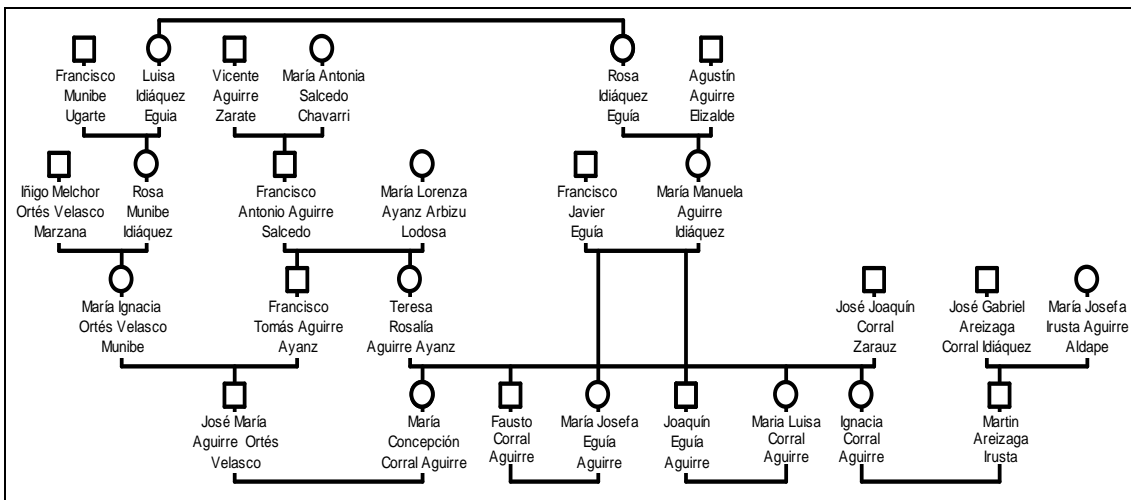 Francisco
Munibe
Ugarte
Luisa
Idiáquez
Eguia
Vicente
Aguirre
Zarate
María Antonia
Salcedo
Chavarri
Rosa
Idiáquez
Eguía
Agustín
Aguirre
Elizalde
Iñigo Melchor
Ortés Velasco
Marzana
Rosa
Munibe
Idiáquez
Francisco
Antonio Aguirre
Salcedo
María Lorenza
Ayanz Arbizu
Lodosa
Francisco
Javier
Eguía
María Manuela
Aguirre
Idiáquez
María Ignacia
Ortés Velasco
Munibe
Francisco
Tomás Aguirre
Ayanz
Teresa
Rosalía
Aguirre Ayanz
José Joaquín
Corral
Zarauz
José Gabriel
Areizaga
Corral Idiáquez
María Josefa
Irusta Aguirre
Aldape
José María
Aguirre Ortés
Velasco
María
Concepción
Corral Aguirre
Fausto
Corral
Aguirre
María Josefa
Eguía
Aguirre
Joaquín
Eguía
Aguirre
Maria Luisa
Corral
Aguirre
Ignacia
Corral
Aguirre
Martin
Areizaga
Irusta